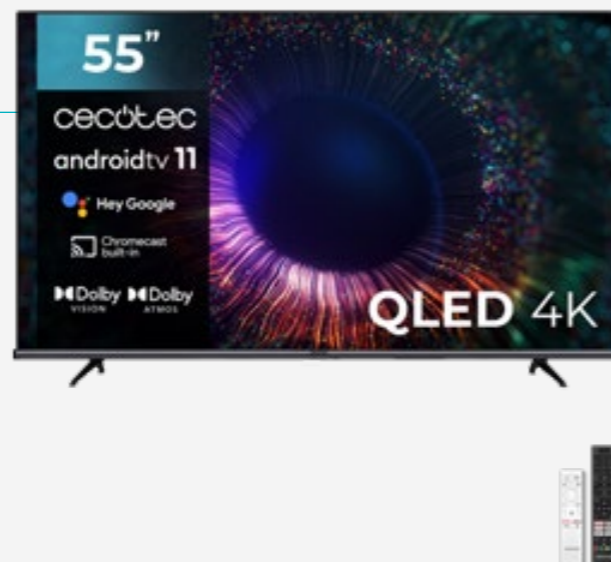 55”
cecotec
androidtv 11
Hey Google
Chromecast
built-in
Dolby Dolby
VISION ATMOS
QLED 4K